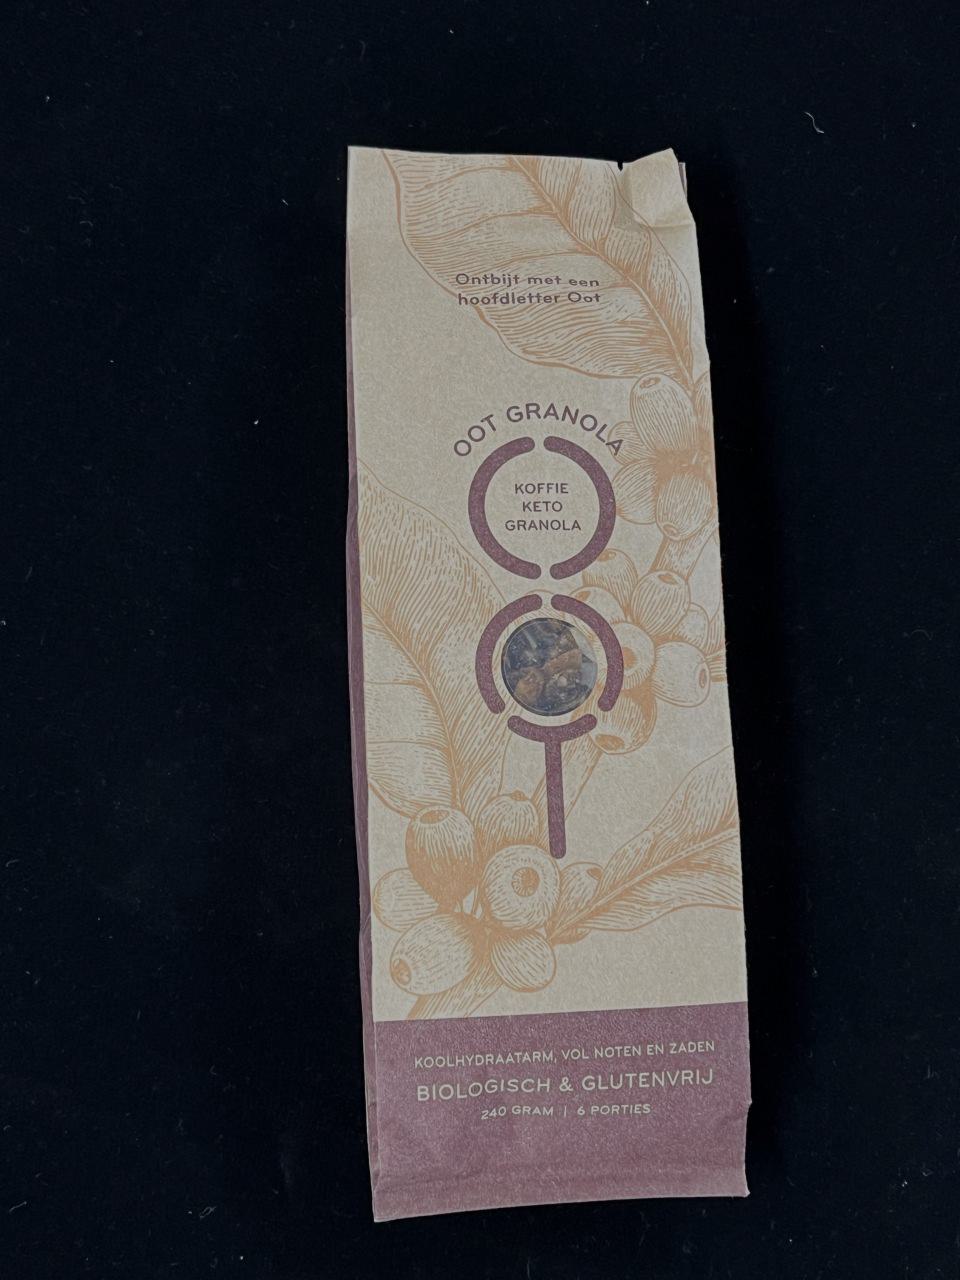 Ontbijt met een
hoofdletter Oot
OOT GRANOLA
KOFFIE
KETO
GRANOLA
KOOLHYDRAATARM, VOL NOTEN EN ZADEN
BIOLOGISCH & GLUTENVRIJ
240 GRAM | 6 PORTIES